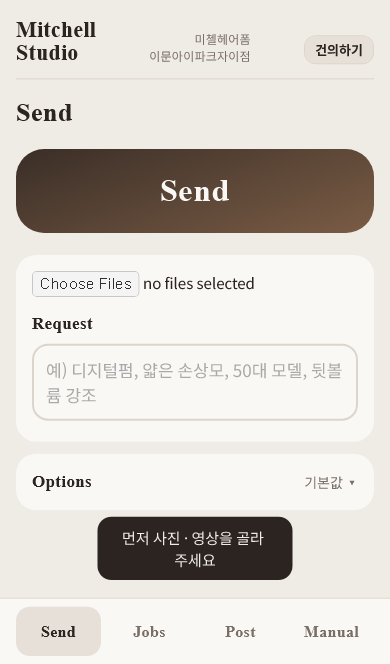 Mitchell
Studio
미젤헤어폼
이문아이파크자이점
건의하기
Send
Send
Choose Files no files selected
Request
예) 디지털펌, 얇은 손상모, 50대 모델, 뒷볼
륨 강조
Options
기본값 ▾
먼저 사진 · 영상을 골라
주세요
Send
Jobs
Post
Manual